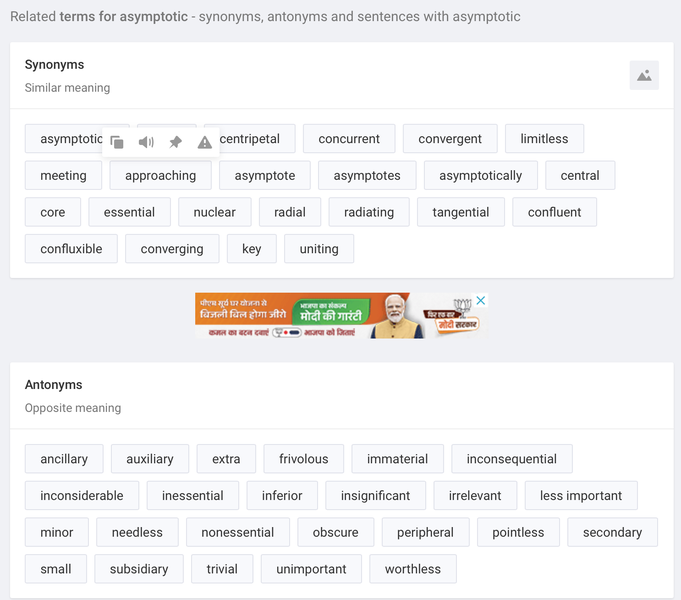 Related terms for asymptotic - synonyms, antonyms and sentences with asymptotic
Synonyms
Similar meaning
asymptotic centripetal concurrent convergent limitless
meeting approaching asymptote asymptotes asymptotically central
core essential nuclear radial radiating tangential confluent
confluxible converging key uniting
पीएम सूर्य घर योजना से
बिजली बिल होगा जीरो
भाजपा का संकल्प
मोदी की गारंटी
फिर एक बार
मोदी सरकार
कमल का बटन दबाएं भाजपा को जिताएं
Antonyms
Opposite meaning
ancillary auxiliary extra frivolous immaterial inconsequential
inconsiderable inessential inferior insignificant irrelevant less important
minor needless nonessential obscure peripheral pointless secondary
small subsidiary trivial unimportant worthless